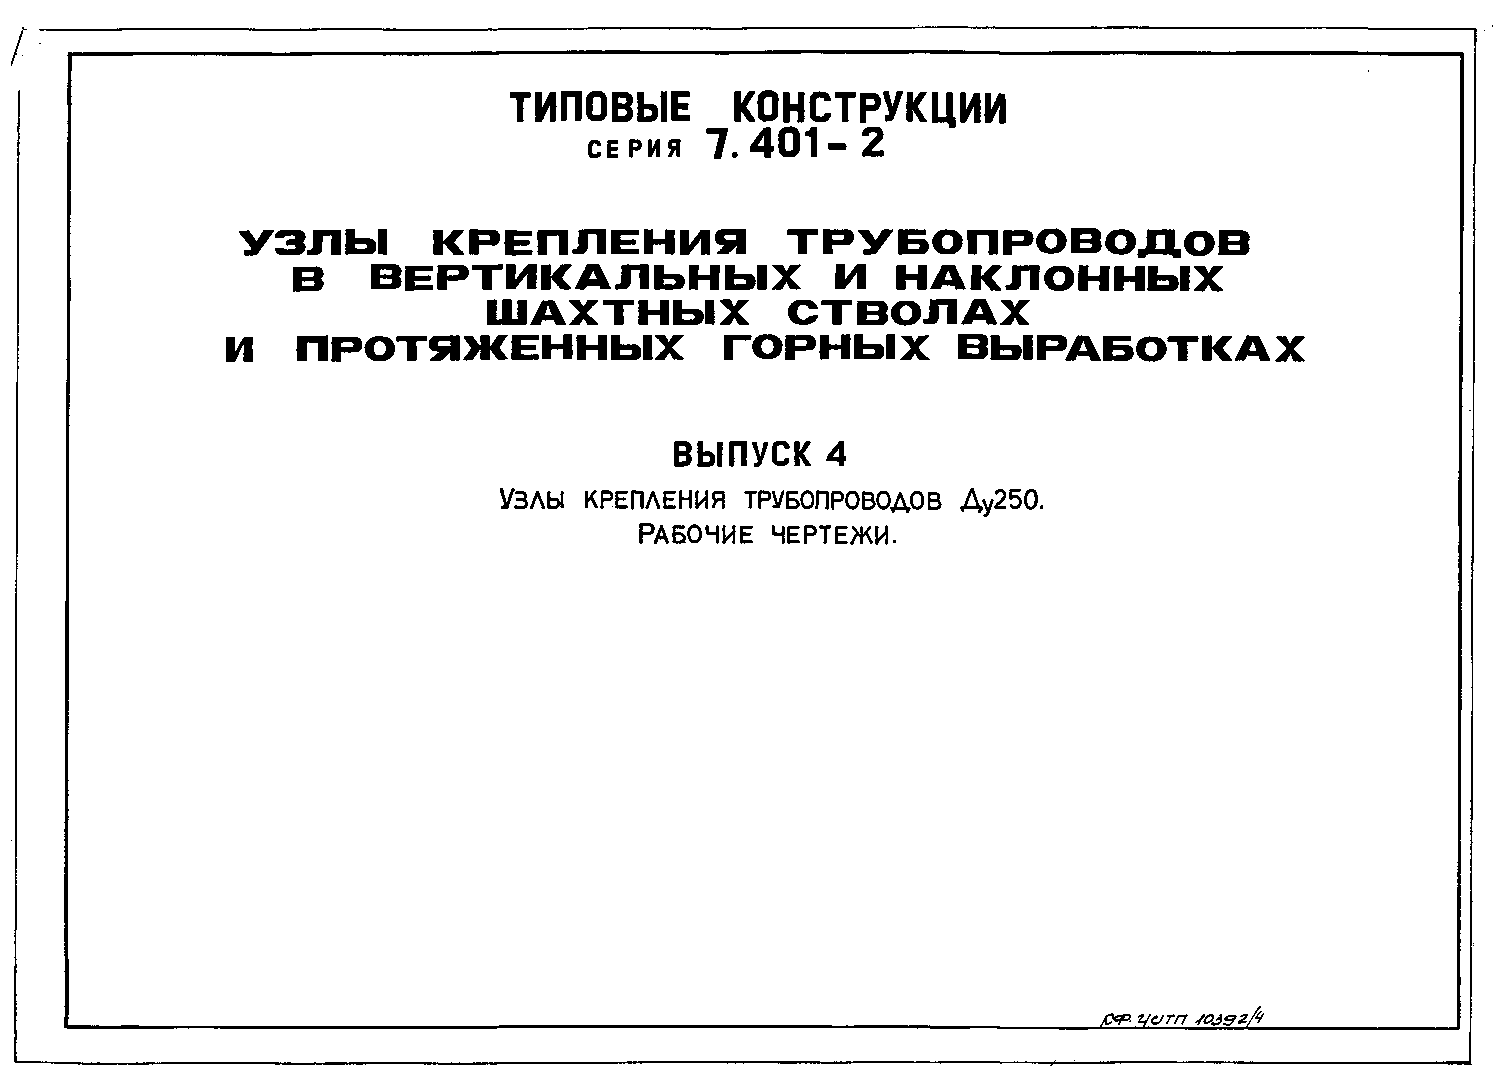 ТИПОВЫЕ КОНСТРУКЦИИ
СЕРИЯ 7.401-2
УЗЛЫ КРЕПЛЕНИЯ ТРУБОПРОВОДОВ
В ВЕРТИКАЛЬНЫХ И НАКЛОННЫХ
ШАХТНЫХ СТВОЛАХ
И ПРОТЯЖЕННЫХ ГОРНЫХ ВЫРАБОТКАХ
ВЫПУСК 4
УЗЛЫ КРЕПЛЕНИЯ ТРУБОПРОВОДОВ Ду250.
РАБОЧИЕ ЧЕРТЕЖИ.
СФ ЦИТП 10392/4